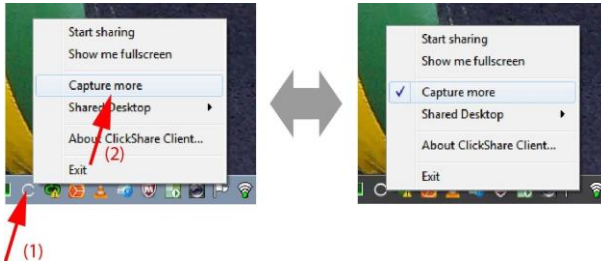 Start sharing
Show me fullscreen
Capture more
Shared Desktop
About ClickShare Client...
(2)
Exit
(1)
Start sharing
Show me fullscreen
Capture more
Shared Desktop
About ClickShare Client...
Exit